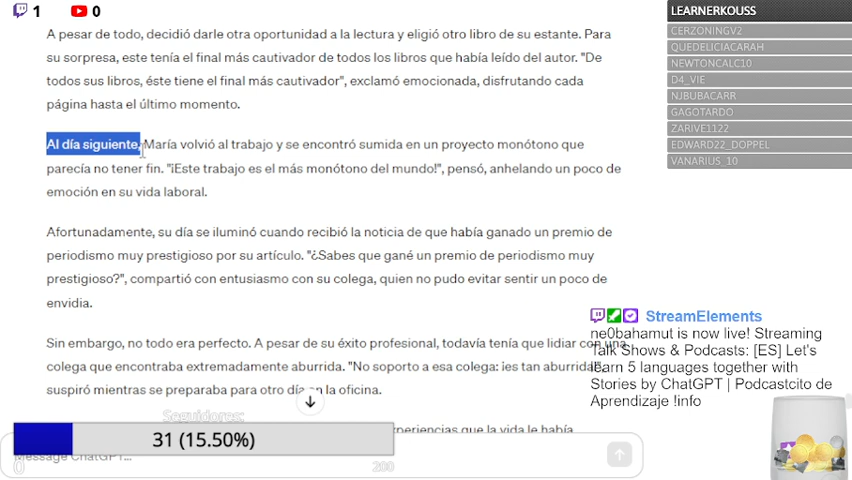 1
0
A pesar de todo, decidió darle otra oportunidad a la lectura y eligió otro libro de su estante. Para
su sorpresa, este tenía el final más cautivador de todos los libros que había leído del autor. "De
todos sus libros, éste tiene el final más cautivador", exclamó emocionada, disfrutando cada
página hasta el último momento.
Al día siguiente, María volvió al trabajo y se encontró sumida en un proyecto monótono que
parecía no tener fin. "¡Este trabajo es el más monótono del mundo!", pensó, anhelando un poco de
emoción en su vida laboral.
Afortunadamente, su día se iluminó cuando recibió la noticia de que había ganado un premio de
periodismo muy prestigioso por su artículo. "¿Sabes que gané un premio de periodismo muy
prestigioso?", compartió con entusiasmo con su colega, quien no pudo evitar sentir un poco de
envidia.
Sin embargo, no todo era perfecto. A pesar de su éxito profesional, todavía tenía que lidiar con una
colega que encontraba extremadamente aburrida. "No soporto a esa colega: ¡es tan aburrida!",
suspiró mientras se preparaba para otro día en la oficina.
experiencias que la vida le había
Seguidores:
31 (15.50%)
Message ChatGPT...
0
200
LEARNERKOUSS
CERZONINGV2
QUEDELICIACARAH
NEWTONCALC10
D4_VIE
NJBUBACARR
GAGOTARDO
ZARIVE1122
EDWARD22_DOPPEL
VANARIUS_10
StreamElements
ne0bahamut is now live! Streaming
Talk Shows & Podcasts: [ES] Let's
learn 5 languages together with
Stories by ChatGPT | Podcastcito de
Aprendizaje !info